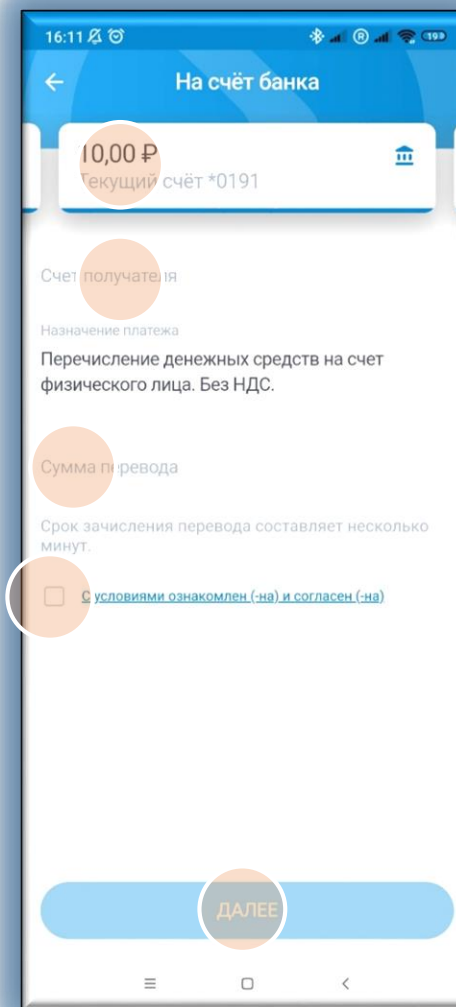 16:11
R
19
На счёт банка
10,00 ₽
Текущий счёт *0191
Счет получателя
Назначение платежа
Перечисление денежных средств на счет
физического лица. Без НДС.
Сумма перевода
Срок зачисления перевода составляет несколько
минут.
С условиями ознакомлен (-на) и согласен (-на)
ДАЛЕЕ